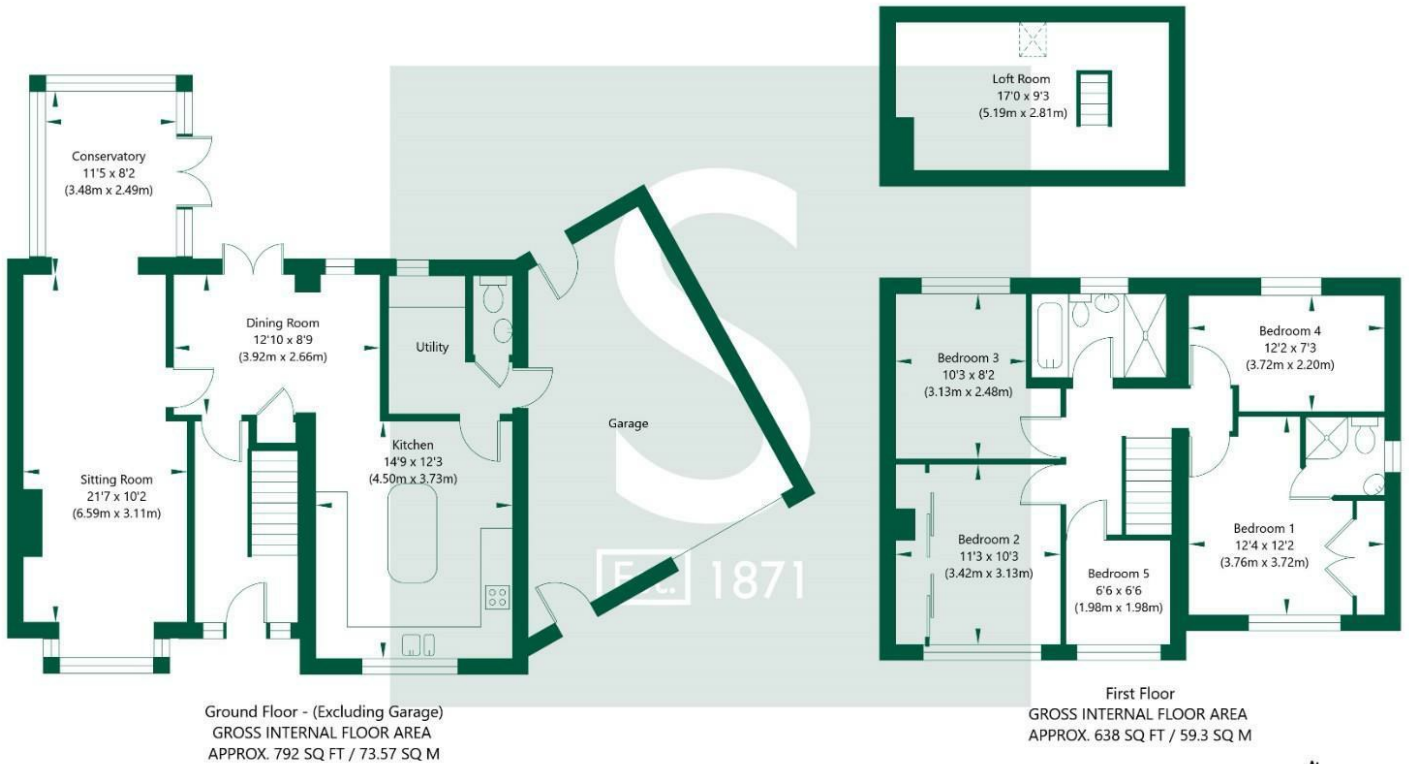 Loft Room
17'0 x 9'3
(5.19m x 2.81m)
Conservatory
11'5 x 8'2
(3.48m x 2.49m)
Dining Room
12'10 x 8'9
(3.92m x 2.66m)
Utility
Sitting Room
21'7 x 10'2
(6.59m x 3.11m)
Kitchen
14'9 x 12'3
(4.50m x 3.73m)
Garage
S
Est. 1871
Bedroom 3
10'3 x 8'2
(3.13m x 2.48m)
Bedroom 4
12'2 x 7'3
(3.72m x 2.20m)
Bedroom 2
11'3 x 10'3
(3.42m x 3.13m)
Bedroom 5
6'6 x 6'6
(1.98m x 1.98m)
Bedroom 1
12'4 x 12'2
(3.76m x 3.72m)
Ground Floor - (Excluding Garage)
GROSS INTERNAL FLOOR AREA
APPROX. 792 SQ FT / 73.57 SQ M
First Floor
GROSS INTERNAL FLOOR AREA
APPROX. 638 SQ FT / 59.3 SQ M